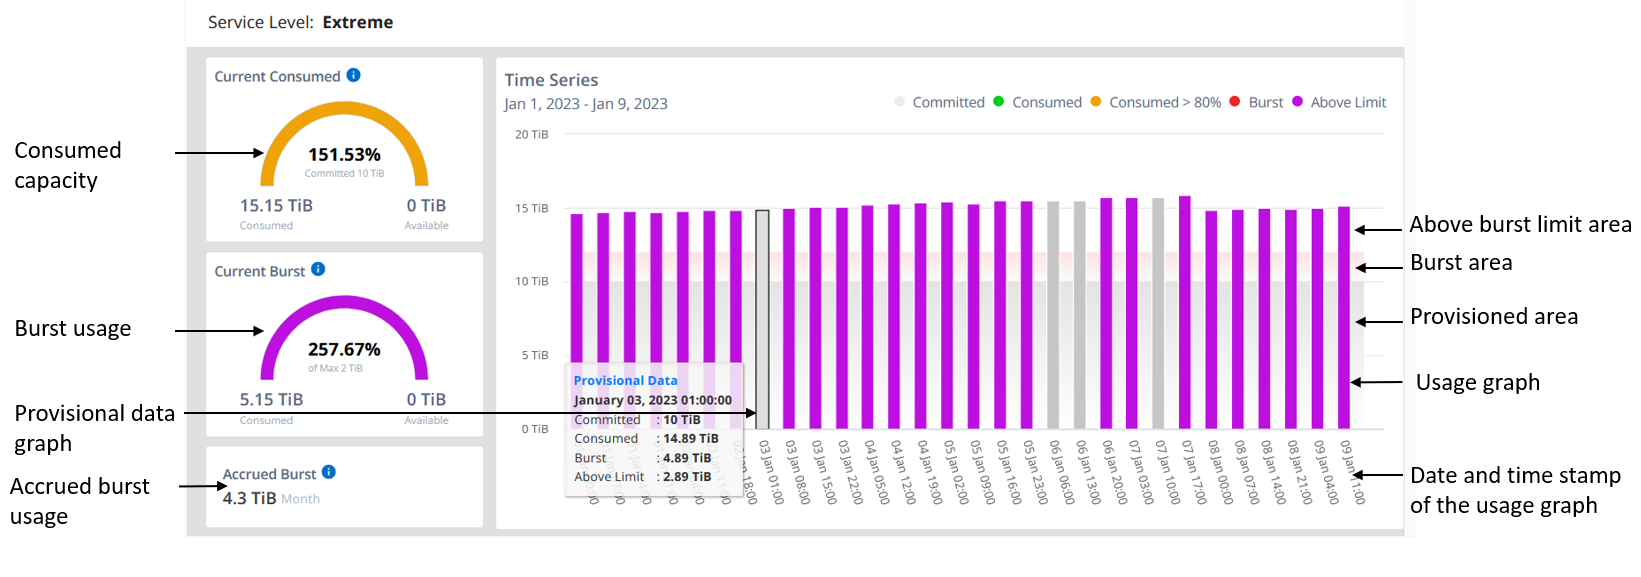 Service Level: Extreme
Current Consumed
151.53%
Committed 10 TiB
15.15 TiB
0 TiB
Consumed
Available
Current Burst
257.67%
of Max 2 TiB
5.15 TiB
0 TiB
Consumed
Available
Accrued Burst
4.3 TiB Month
Consumed
capacity
Burst usage
Provisional data
graph
Accrued burst
usage
Time Series
Jan 1, 2023 - Jan 9, 2023
Committed Consumed Consumed > 80% Burst Above Limit
20 TiB
15 TiB
10 TiB
5 TiB
0 TiB
Provisional Data
January 03, 2023 01:00:00
Committed : 10 TiB
Consumed : 14.89 TiB
Burst : 4.89 TiB
Above Limit : 2.89 TiB
03 Jan 01:00
03 Jan 08:00
03 Jan 15:00
03 Jan 22:00
04 Jan 05:00
04 Jan 12:00
04 Jan 19:00
05 Jan 02:00
05 Jan 09:00
05 Jan 16:00
05 Jan 23:00
06 Jan 06:00
06 Jan 13:00
06 Jan 20:00
07 Jan 03:00
07 Jan 10:00
07 Jan 17:00
08 Jan 00:00
08 Jan 07:00
08 Jan 14:00
08 Jan 21:00
09 Jan 04:00
09 Jan 11:00
Above burst limit area
Burst area
Provisioned area
Usage graph
Date and time stamp
of the usage graph